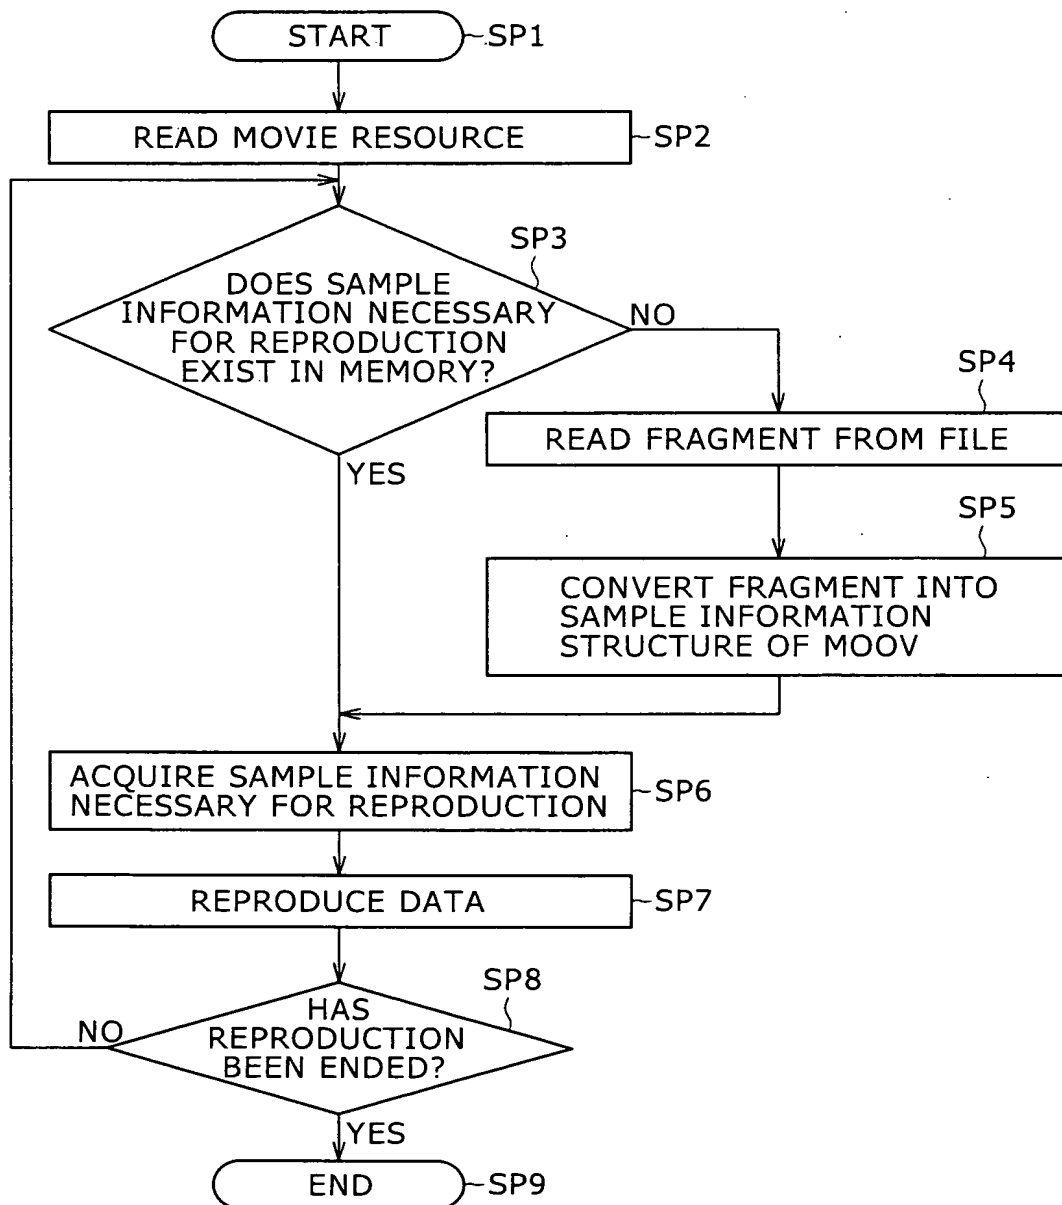 START
SP1
READ MOVIE RESOURCE
SP2
SP3
DOES SAMPLE
INFORMATION NECESSARY
FOR REPRODUCTION
EXIST IN MEMORY?
NO
YES
SP4
READ FRAGMENT FROM FILE
SP5
CONVERT FRAGMENT INTO
SAMPLE INFORMATION
STRUCTURE OF MOOV
ACQUIRE SAMPLE INFORMATION
NECESSARY FOR REPRODUCTION
SP6
REPRODUCE DATA
SP7
SP8
HAS
REPRODUCTION
BEEN ENDED?
NO
YES
END
SP9